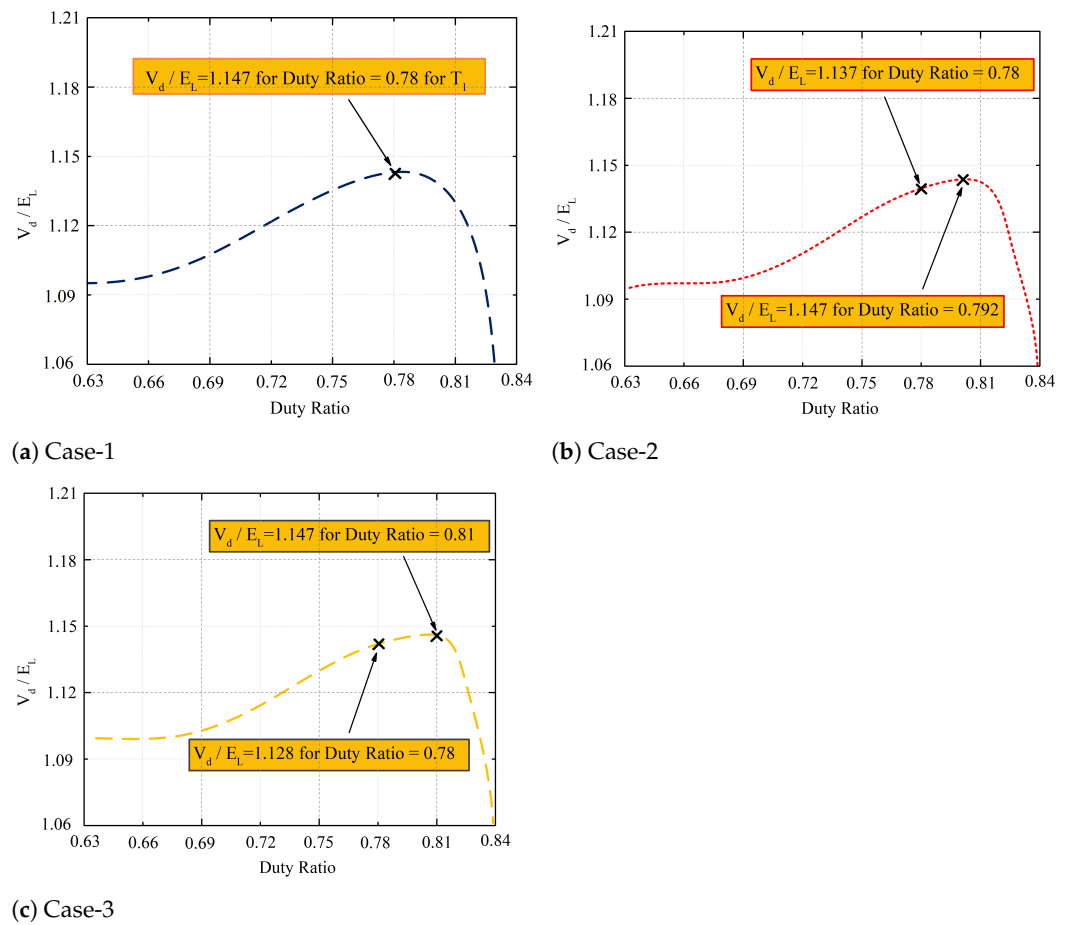 1.21
1.18
1.15
1.12
1.09
1.06
V_d / E_L
V_d / E_L=1.147 for Duty Ratio = 0.78 for T_1
0.63 0.66 0.69 0.72 0.75 0.78 0.81 0.84
Duty Ratio
(a) Case-1
1.21
1.18
1.15
1.12
1.09
1.06
V_d / E_L
V_d / E_L=1.137 for Duty Ratio = 0.78
V_d / E_L=1.147 for Duty Ratio = 0.792
0.63 0.66 0.69 0.72 0.75 0.78 0.81 0.84
Duty Ratio
(b) Case-2
1.21
1.18
1.15
1.12
1.09
1.06
V_d / E_L
V_d / E_L=1.147 for Duty Ratio = 0.81
V_d / E_L=1.128 for Duty Ratio = 0.78
0.63 0.66 0.69 0.72 0.75 0.78 0.81 0.84
Duty Ratio
(c) Case-3